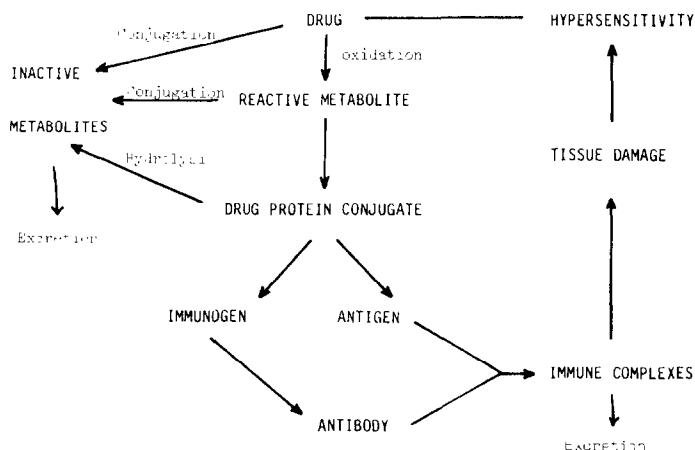 DRUG
HYPERSENSITIVITY
Conjugation
oxidation
INACTIVE
Conjugation
REACTIVE METABOLITE
METABOLITES
TISSUE DAMAGE
Hydrolysi
DRUG PROTEIN CONJUGATE
Excretion
IMMUNOGEN
ANTIGEN
IMMUNE COMPLEXES
ANTIBODY
Excretion